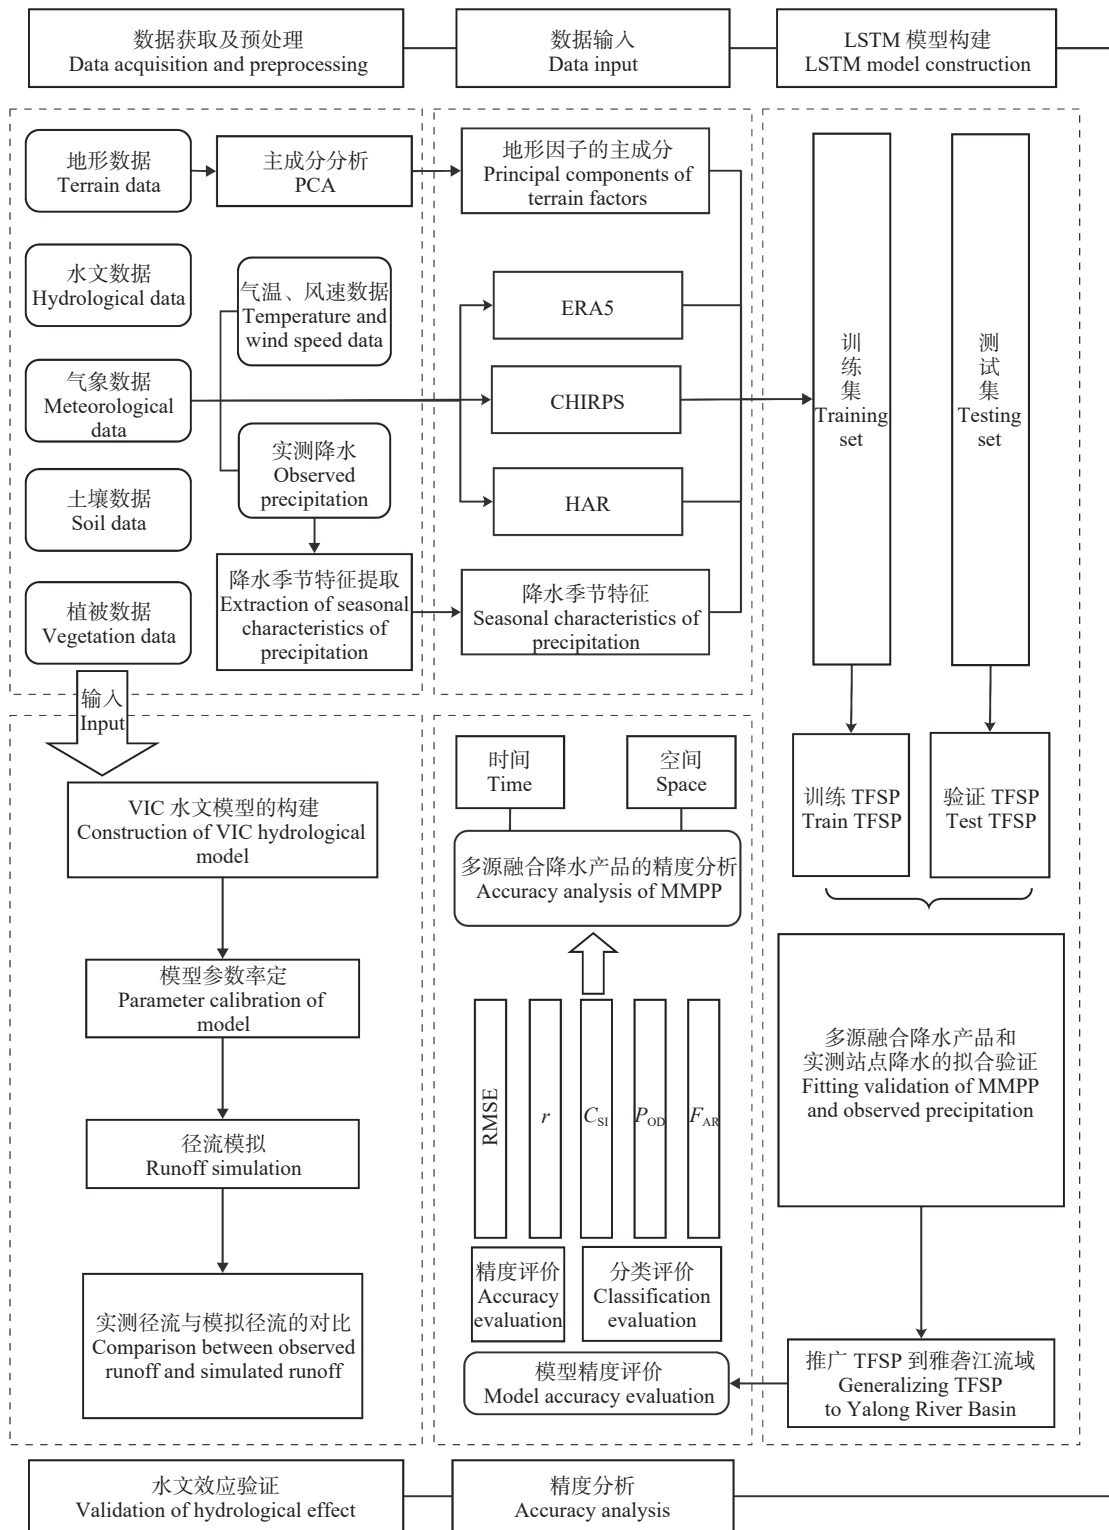 数据获取及预处理
Data acquisition and preprocessing
数据输入
Data input
LSTM 模型构建
LSTM model construction
地形数据
Terrain data
主成分分析
PCA
地形因子的主成分
Principal components of
terrain factors
水文数据
Hydrological data
气温、风速数据
Temperature and
wind speed data
ERA5
气象数据
Meteorological
data
CHIRPS
实测降水
Observed
precipitation
HAR
土壤数据
Soil data
植被数据
Vegetation data
降水季节特征提取
Extraction of seasonal
characteristics of
precipitation
降水季节特征
Seasonal characteristics of
precipitation
训
练
集
Training
set
测
试
集
Testing
set
输入
Input
训练 TFSP
Train TFSP
验证 TFSP
Test TFSP
多源融合降水产品和
实测站点降水的拟合验证
Fitting validation of MMPP
and observed precipitation
推广 TFSP 到雅砻江流域
Generalizing TFSP
to Yalong River Basin
时间
Time
空间
Space
多源融合降水产品的精度分析
Accuracy analysis of MMPP
RMSE
r
C_SI
P_OD
F_AR
精度评价
Accuracy
evaluation
分类评价
Classification
evaluation
模型精度评价
Model accuracy evaluation
VIC 水文模型的构建
Construction of VIC hydrological
model
模型参数率定
Parameter calibration of
model
径流模拟
Runoff simulation
实测径流与模拟径流的对比
Comparison between observed
runoff and simulated runoff
水文效应验证
Validation of hydrological effect
精度分析
Accuracy analysis